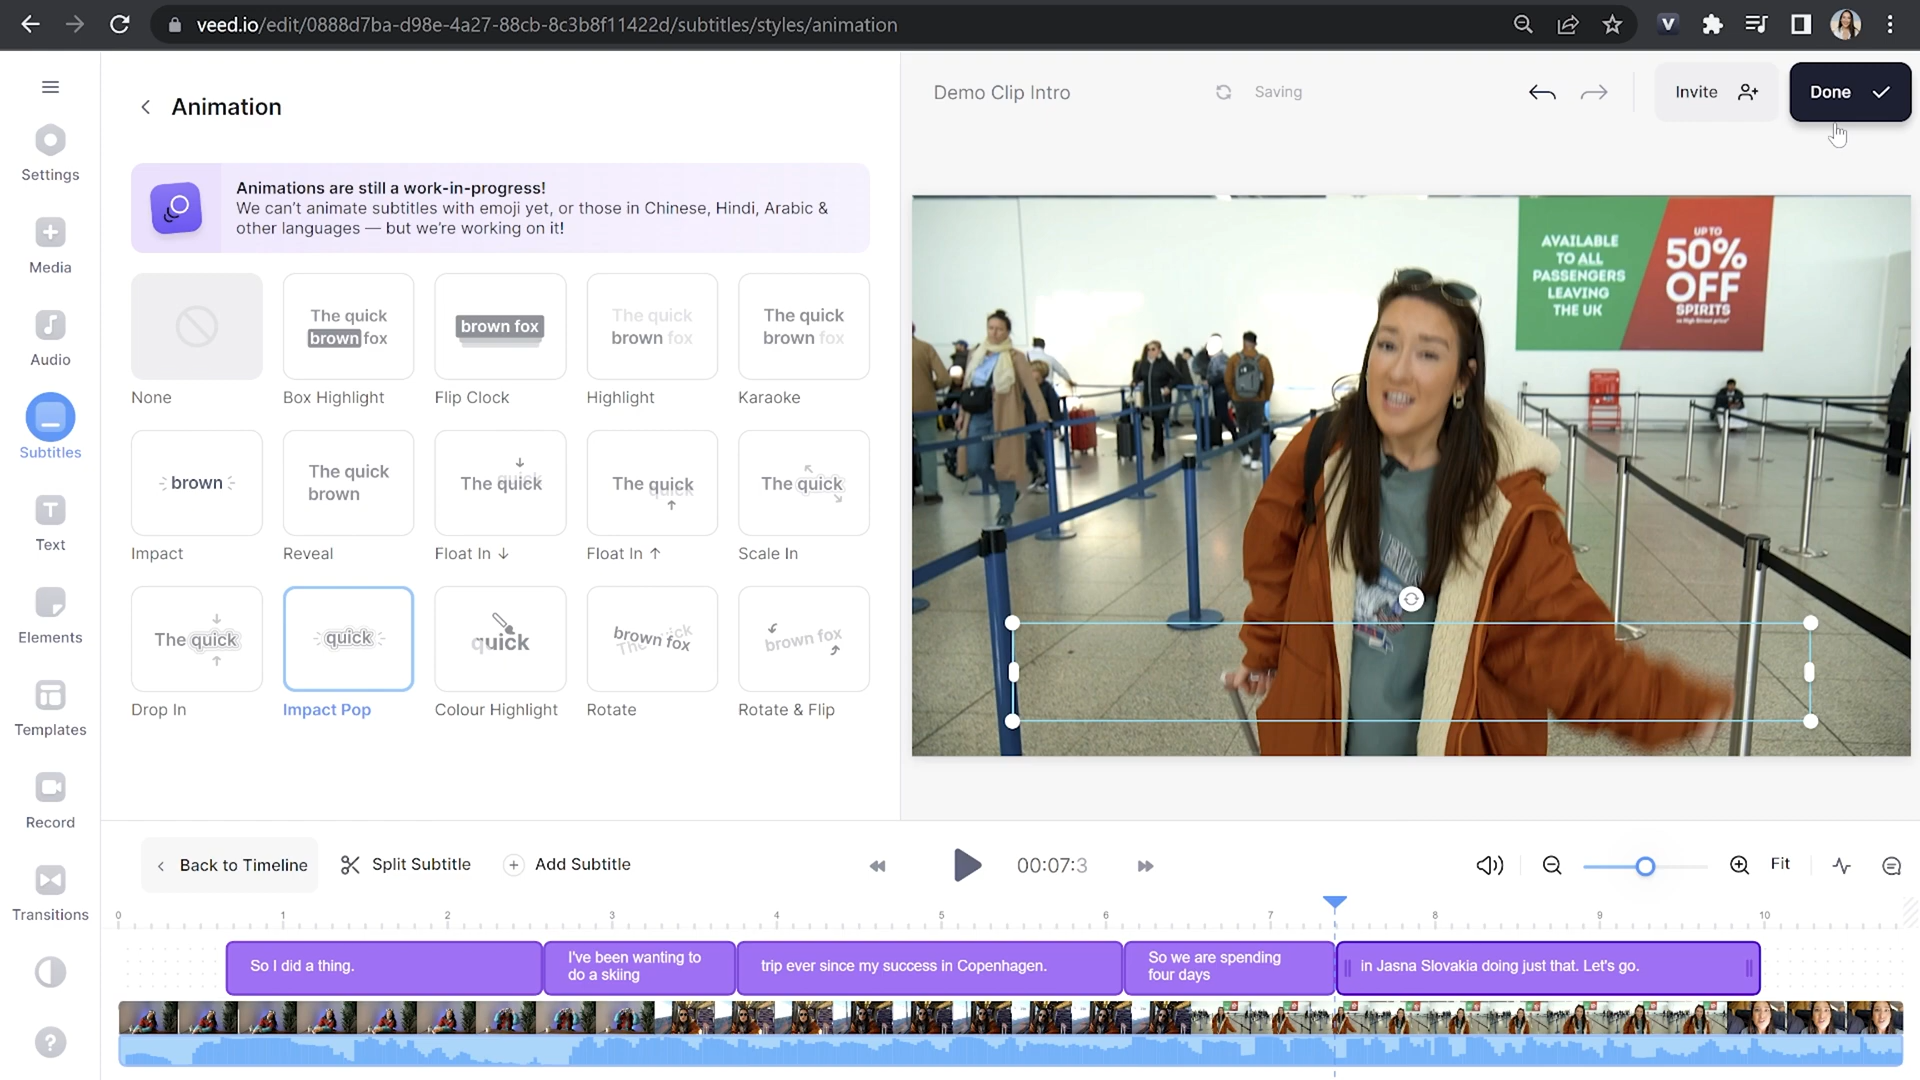 veed.io/edit/0888d7ba-d98e-4a27-88cb-8c3b8f11422d/subtitles/styles/animation
Settings
Media
Audio
Subtitles
Text
Elements
Templates
Record
Transitions
Animation
Animations are still a work-in-progress!
We can't animate subtitles with emoji yet, or those in Chinese, Hindi, Arabic &
other languages — but we're working on it!
The quick
brown fox
brown fox
The quick
brown fox
The quick
brown fox
None
Box Highlight
Flip Clock
Highlight
Karaoke
brown
The quick
brown
The quick
The quick
The quick
Impact
Reveal
Float In ↓
Float In ↑
Scale In
The quick
quick
quick
brown fox
brown fox
Drop In
Impact Pop
Colour Highlight
Rotate
Rotate & Flip
Demo Clip Intro
Saving
Invite
Done
AVAILABLE
TO ALL
PASSENGERS
LEAVING
THE UK
UP TO
50%
OFF
SPIRITS
Back to Timeline
Split Subtitle
Add Subtitle
00:07:3
Fit
0 1 2 3 4 5 6 7 8 9 10
So I did a thing.
I've been wanting to
do a skiing
trip ever since my success in Copenhagen.
So we are spending
four days
in Jasna Slovakia doing just that. Let's go.